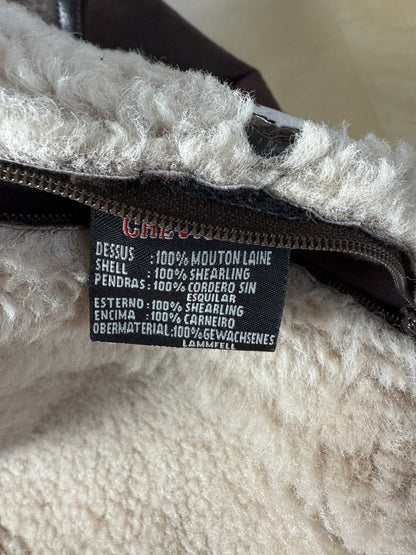 DESSUS : 100% MOUTON LAINE
SHELL : 100% SHEARLING
PENDRAS : 100% CORDERO SIN
ESQUILAR
ESTERNO : 100% SHEARLING
ENCIMA : 100% CARNEIRO
OBERMATERIAL : 100% GEWACHSENES
LAMMFELL